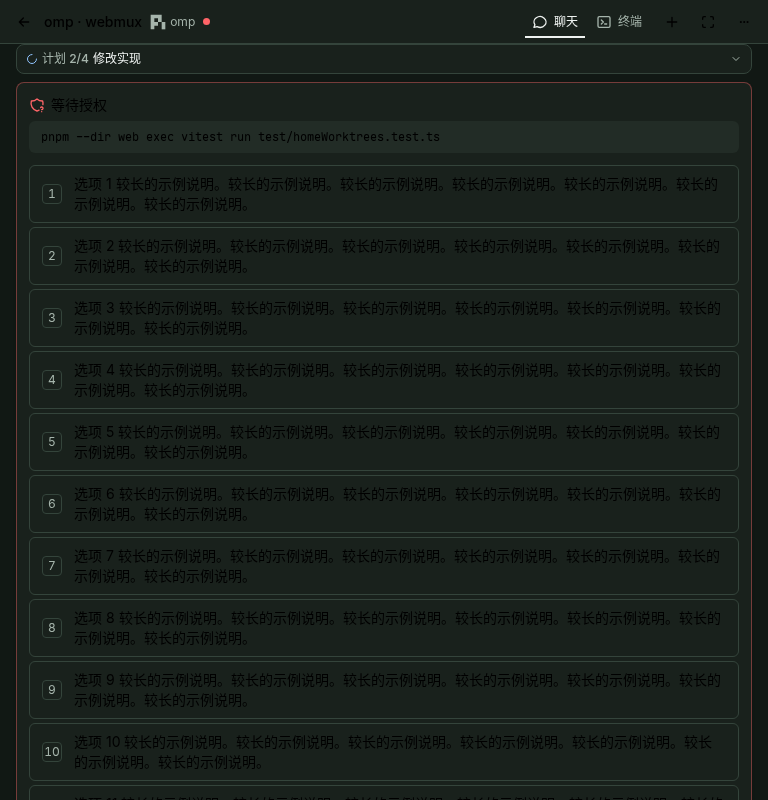 omp · webmux omp 聊天 终端
计划 2/4 修改实现
等待授权
pnpm --dir web exec vitest run test/homeWorktrees.test.ts
1 选项 1 较长的示例说明。较长的示例说明。较长的示例说明。较长的示例说明。较长的示例说明。较长的
示例说明。较长的示例说明。
2 选项 2 较长的示例说明。较长的示例说明。较长的示例说明。较长的示例说明。较长的示例说明。较长的
示例说明。较长的示例说明。
3 选项 3 较长的示例说明。较长的示例说明。较长的示例说明。较长的示例说明。较长的示例说明。较长的
示例说明。较长的示例说明。
4 选项 4 较长的示例说明。较长的示例说明。较长的示例说明。较长的示例说明。较长的示例说明。较长的
示例说明。较长的示例说明。
5 选项 5 较长的示例说明。较长的示例说明。较长的示例说明。较长的示例说明。较长的示例说明。较长的
示例说明。较长的示例说明。
6 选项 6 较长的示例说明。较长的示例说明。较长的示例说明。较长的示例说明。较长的示例说明。较长的
示例说明。较长的示例说明。
7 选项 7 较长的示例说明。较长的示例说明。较长的示例说明。较长的示例说明。较长的示例说明。较长的
示例说明。较长的示例说明。
8 选项 8 较长的示例说明。较长的示例说明。较长的示例说明。较长的示例说明。较长的示例说明。较长的
示例说明。较长的示例说明。
9 选项 9 较长的示例说明。较长的示例说明。较长的示例说明。较长的示例说明。较长的示例说明。较长的
示例说明。较长的示例说明。
10 选项 10 较长的示例说明。较长的示例说明。较长的示例说明。较长的示例说明。较长的示例说明。较长
的示例说明。较长的示例说明。